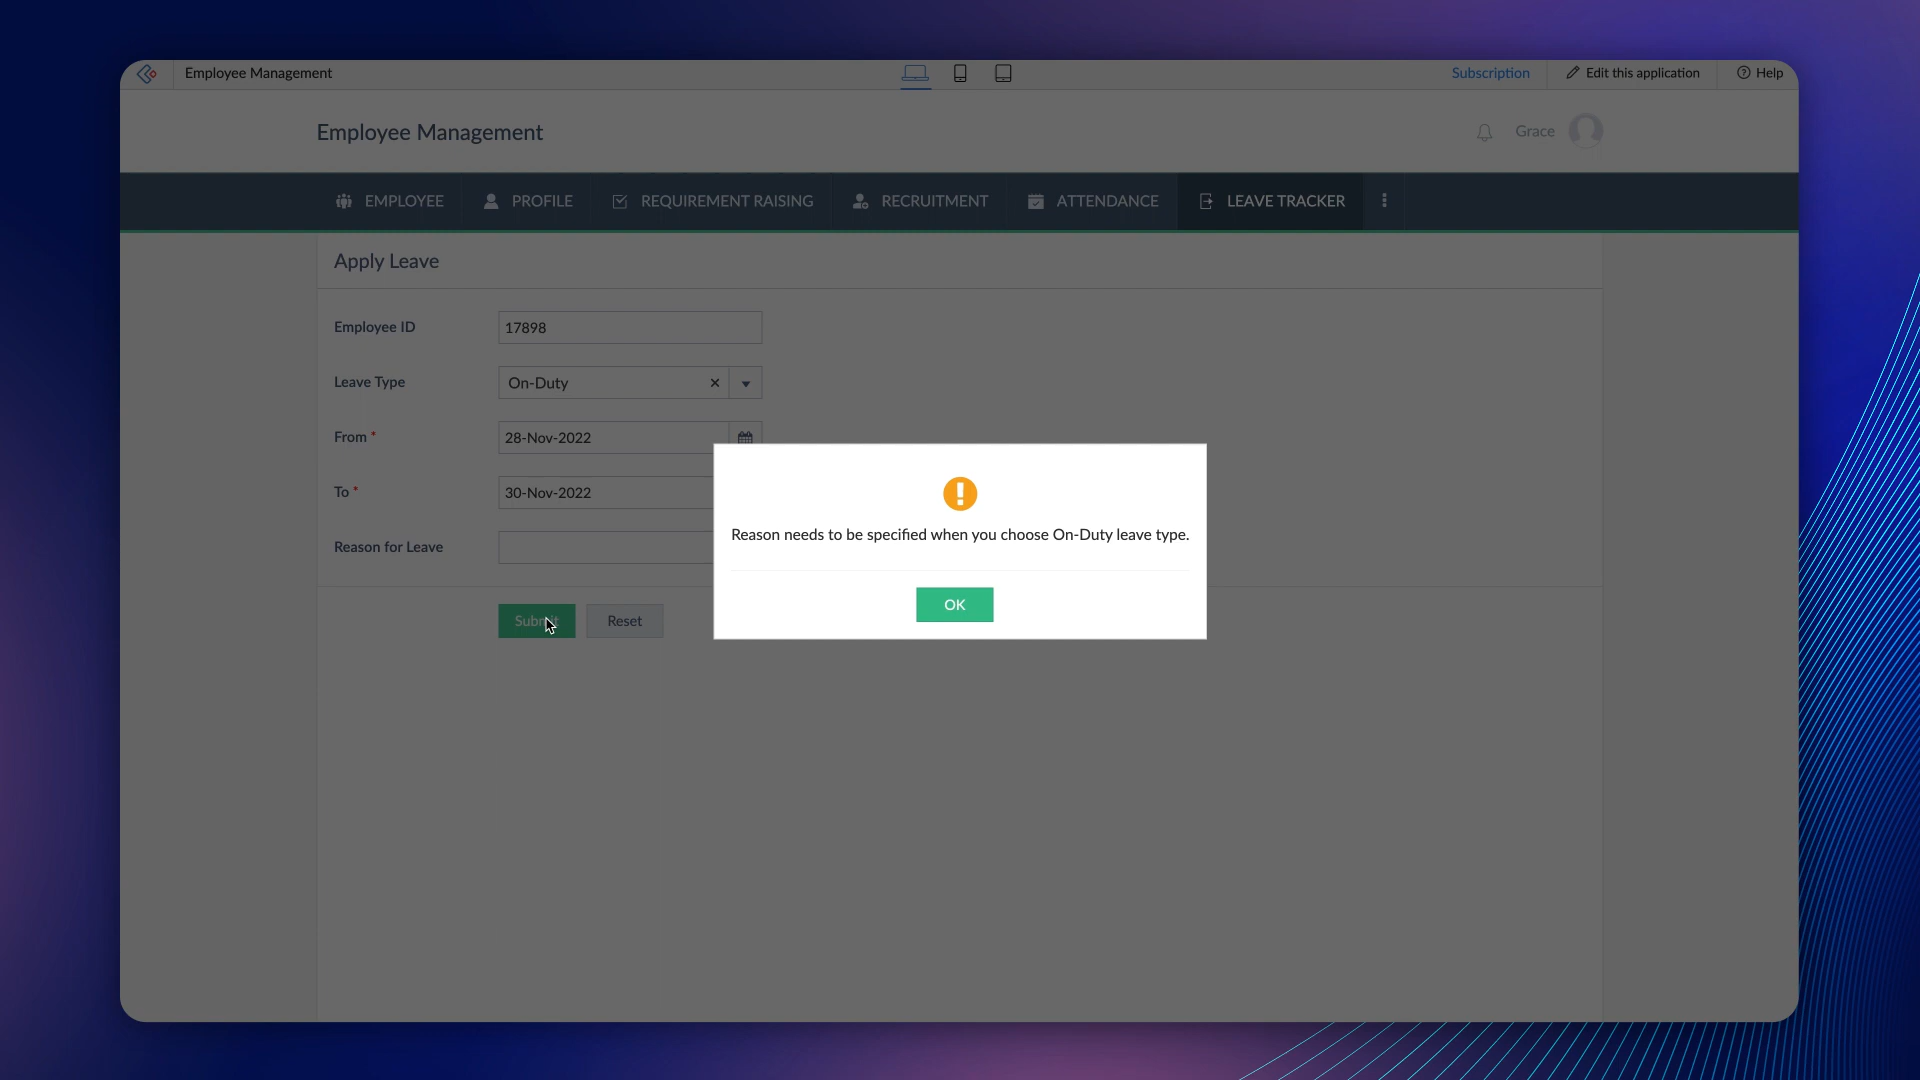 Employee Management
Subscription
Edit this application
Help
Employee Management
Grace
EMPLOYEE
PROFILE
REQUIREMENT RAISING
RECRUITMENT
ATTENDANCE
LEAVE TRACKER
Apply Leave
Employee ID
17898
Leave Type
On-Duty
From *
28-Nov-2022
To *
30-Nov-2022
Reason for Leave
Reason needs to be specified when you choose On-Duty leave type.
OK
Submit
Reset